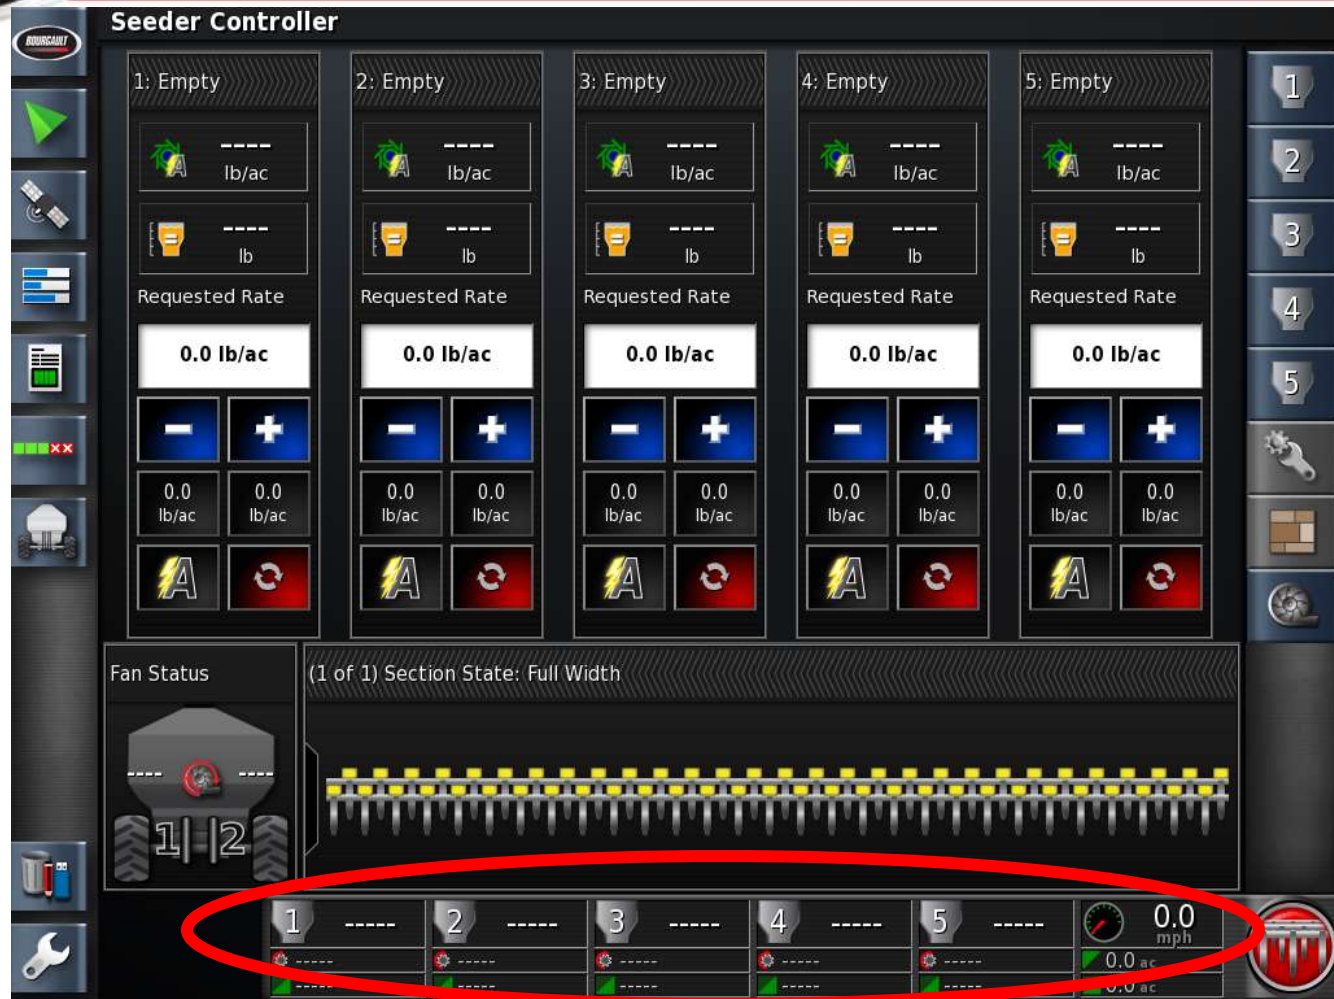 Seeder Controller
BOURGAULT
1: Empty 2: Empty 3: Empty 4: Empty 5: Empty
---- ---- ---- ---- ----
lb/ac lb/ac lb/ac lb/ac lb/ac
---- ---- ---- ---- ----
lb lb lb lb lb
Requested Rate Requested Rate Requested Rate Requested Rate Requested Rate
0.0 lb/ac 0.0 lb/ac 0.0 lb/ac 0.0 lb/ac 0.0 lb/ac
- + - + - + - + - +
0.0 0.0 0.0 0.0 0.0 0.0 0.0 0.0 0.0 0.0
lb/ac lb/ac lb/ac lb/ac lb/ac lb/ac lb/ac lb/ac lb/ac lb/ac
A A A A A
1
2
3
4
5
Fan Status
(1 of 1) Section State: Full Width
---- ----
1 2
1 ----- 2 ----- 3 ----- 4 ----- 5 ----- 0.0
mph
----- ----- ----- ----- ----- 0.0 ac
----- ----- ----- ----- ----- 0.0 ac